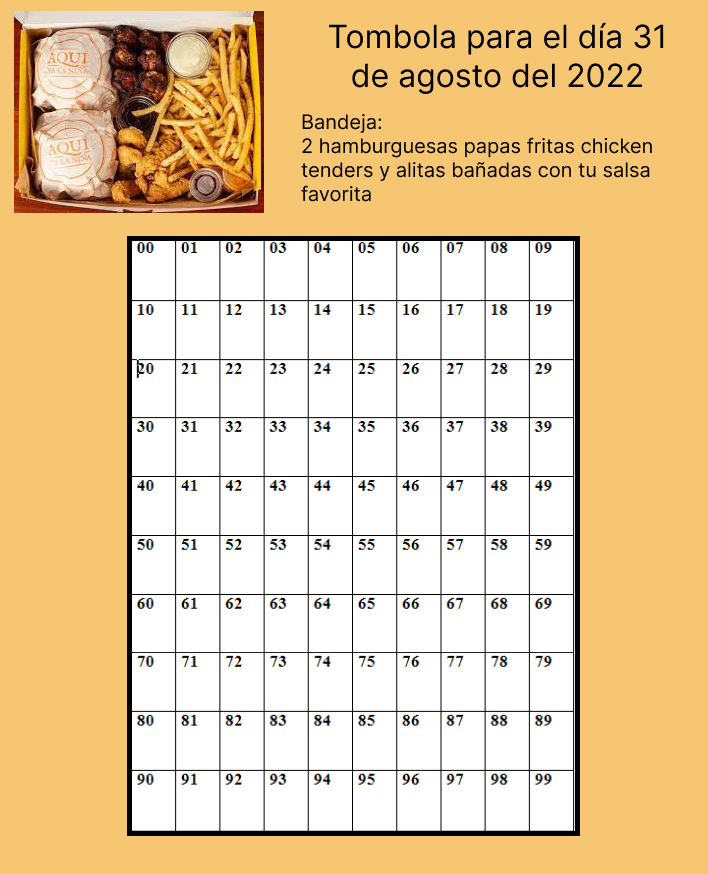 AQUI
VA LA NIÑA
AQUI
LA NIÑA
Tombola para el día 31
de agosto del 2022
Bandeja:
2 hamburguesas papas fritas chicken
tenders y alitas bañadas con tu salsa
favorita
00 01 02 03 04 05 06 07 08 09
10 11 12 13 14 15 16 17 18 19
20 21 22 23 24 25 26 27 28 29
30 31 32 33 34 35 36 37 38 39
40 41 42 43 44 45 46 47 48 49
50 51 52 53 54 55 56 57 58 59
60 61 62 63 64 65 66 67 68 69
70 71 72 73 74 75 76 77 78 79
80 81 82 83 84 85 86 87 88 89
90 91 92 93 94 95 96 97 98 99